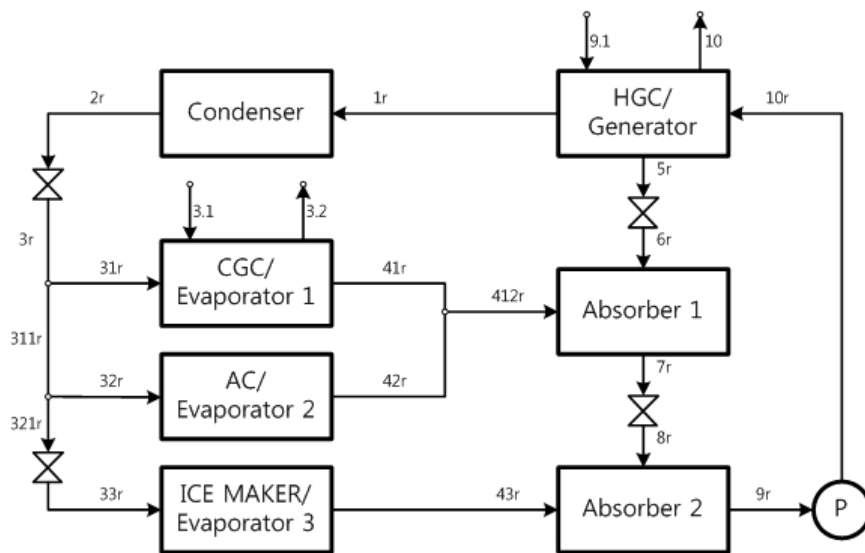 9.1
10
2r
Condenser
1r
HGC/
Generator
10r
5r
3.1
3.2
3r
6r
31r
CGC/
Evaporator 1
41r
412r
Absorber 1
311r
32r
AC/
Evaporator 2
42r
7r
321r
8r
33r
ICE MAKER/
Evaporator 3
43r
Absorber 2
9r
P